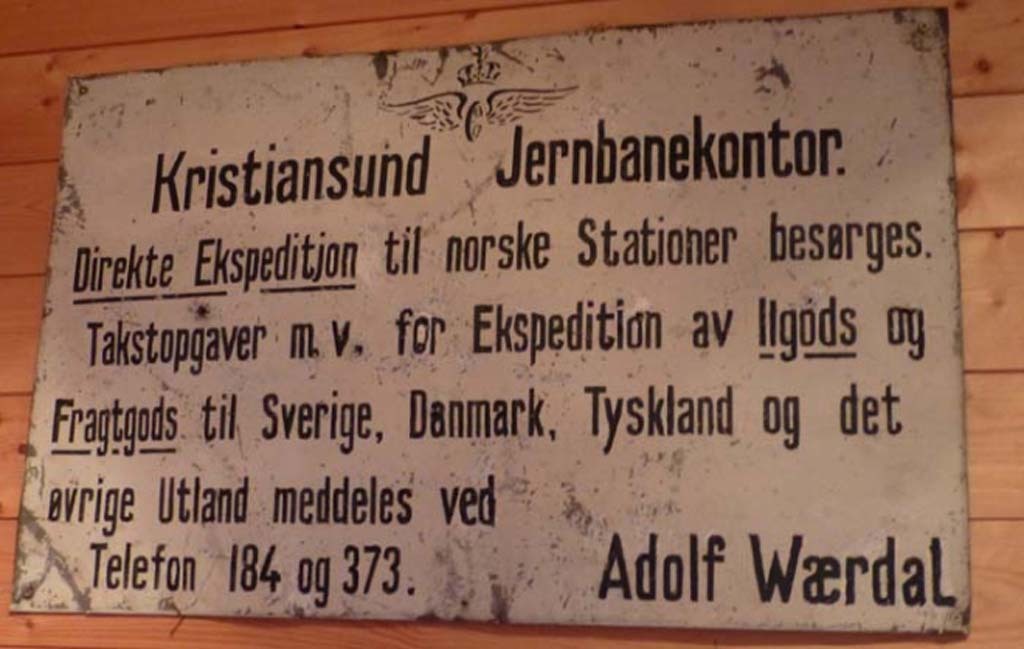 Kristiansund Jernbanekontor.
Direkte Ekspeditjon til norske Stationer besørges.
Takstopgaver m.v. for Ekspedition av Ilgods og
Fragtgods til Sverige, Danmark, Tyskland og det
øvrige Utland meddeles ved
Telefon 184 og 373.
Adolf Wærdal